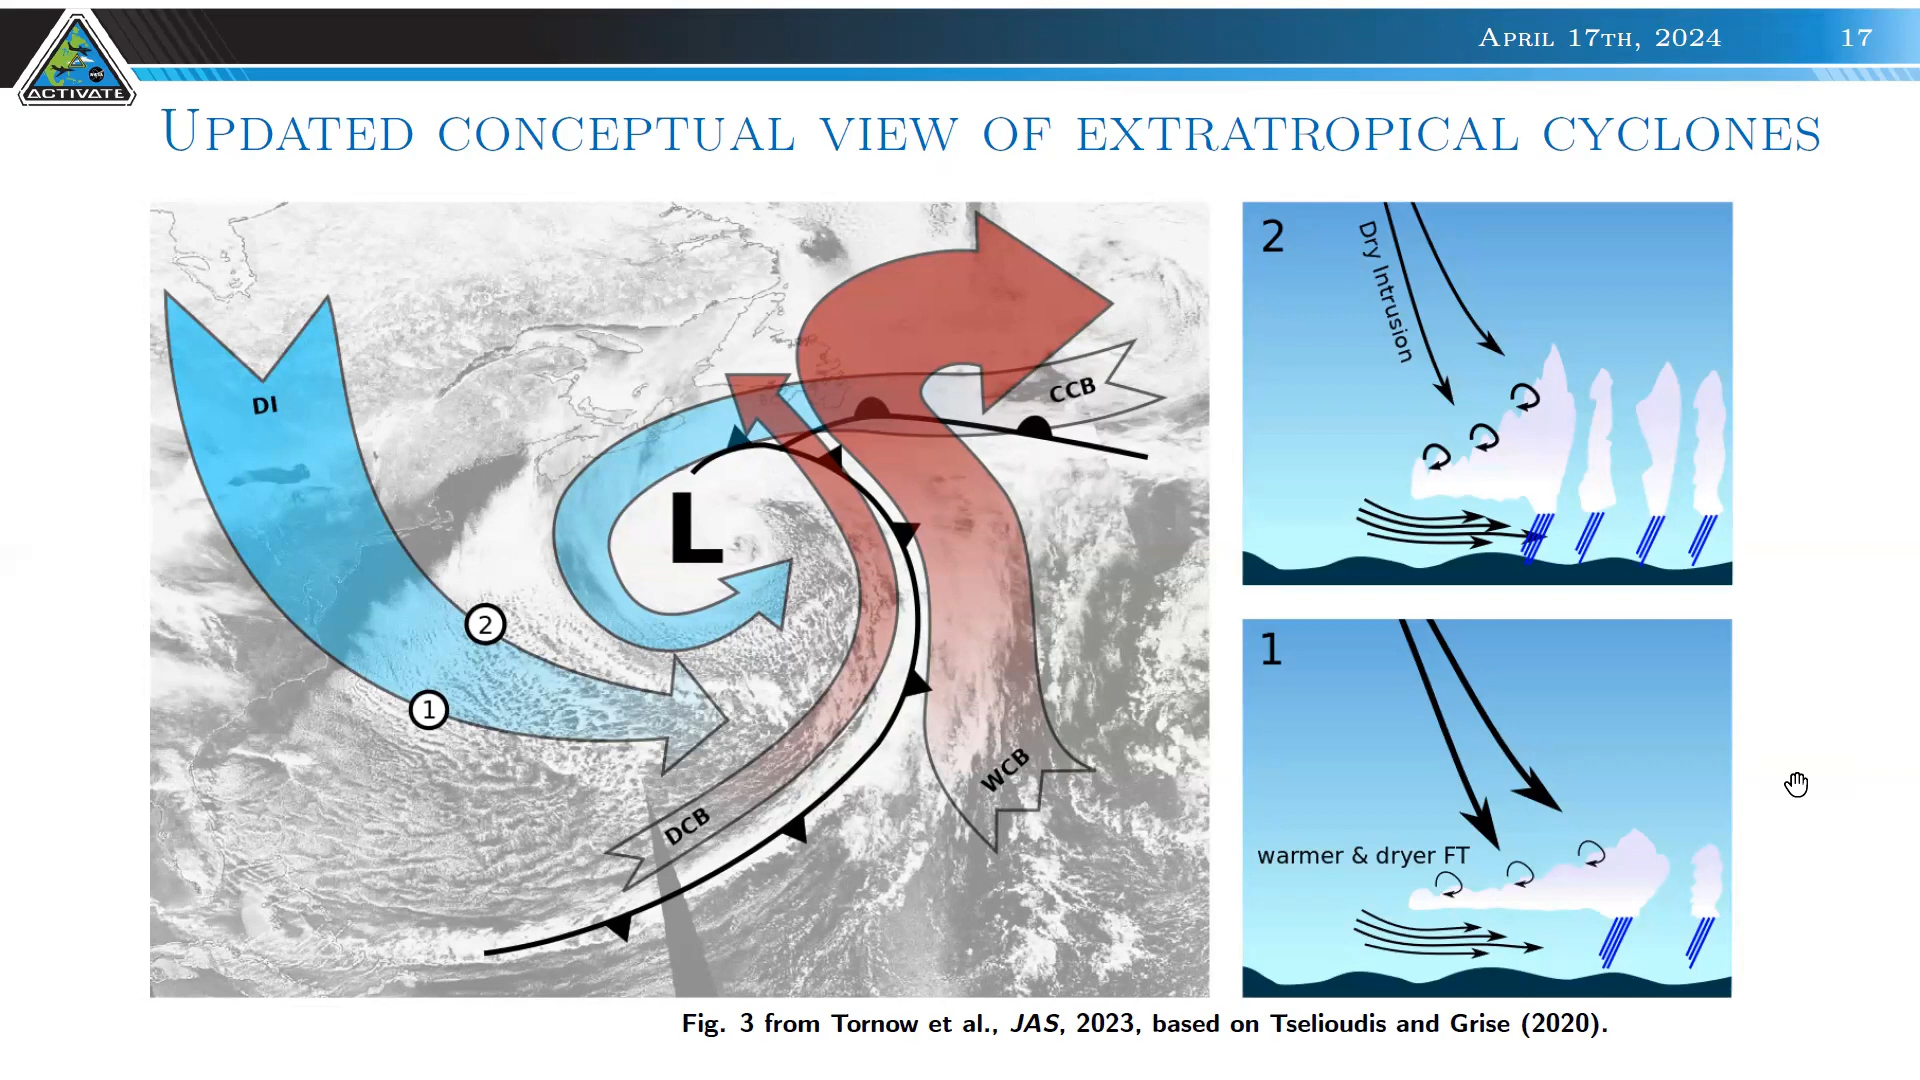 APRIL 17TH, 2024 17
ACTIVATE
UPDATED CONCEPTUAL VIEW OF EXTRATROPICAL CYCLONES
DI
CCB
L
2
1
WCB
DCB
2
Dry Intrusion
1
warmer & dryer FT
Fig. 3 from Tornow et al., JAS, 2023, based on Tselioudis and Grise (2020).